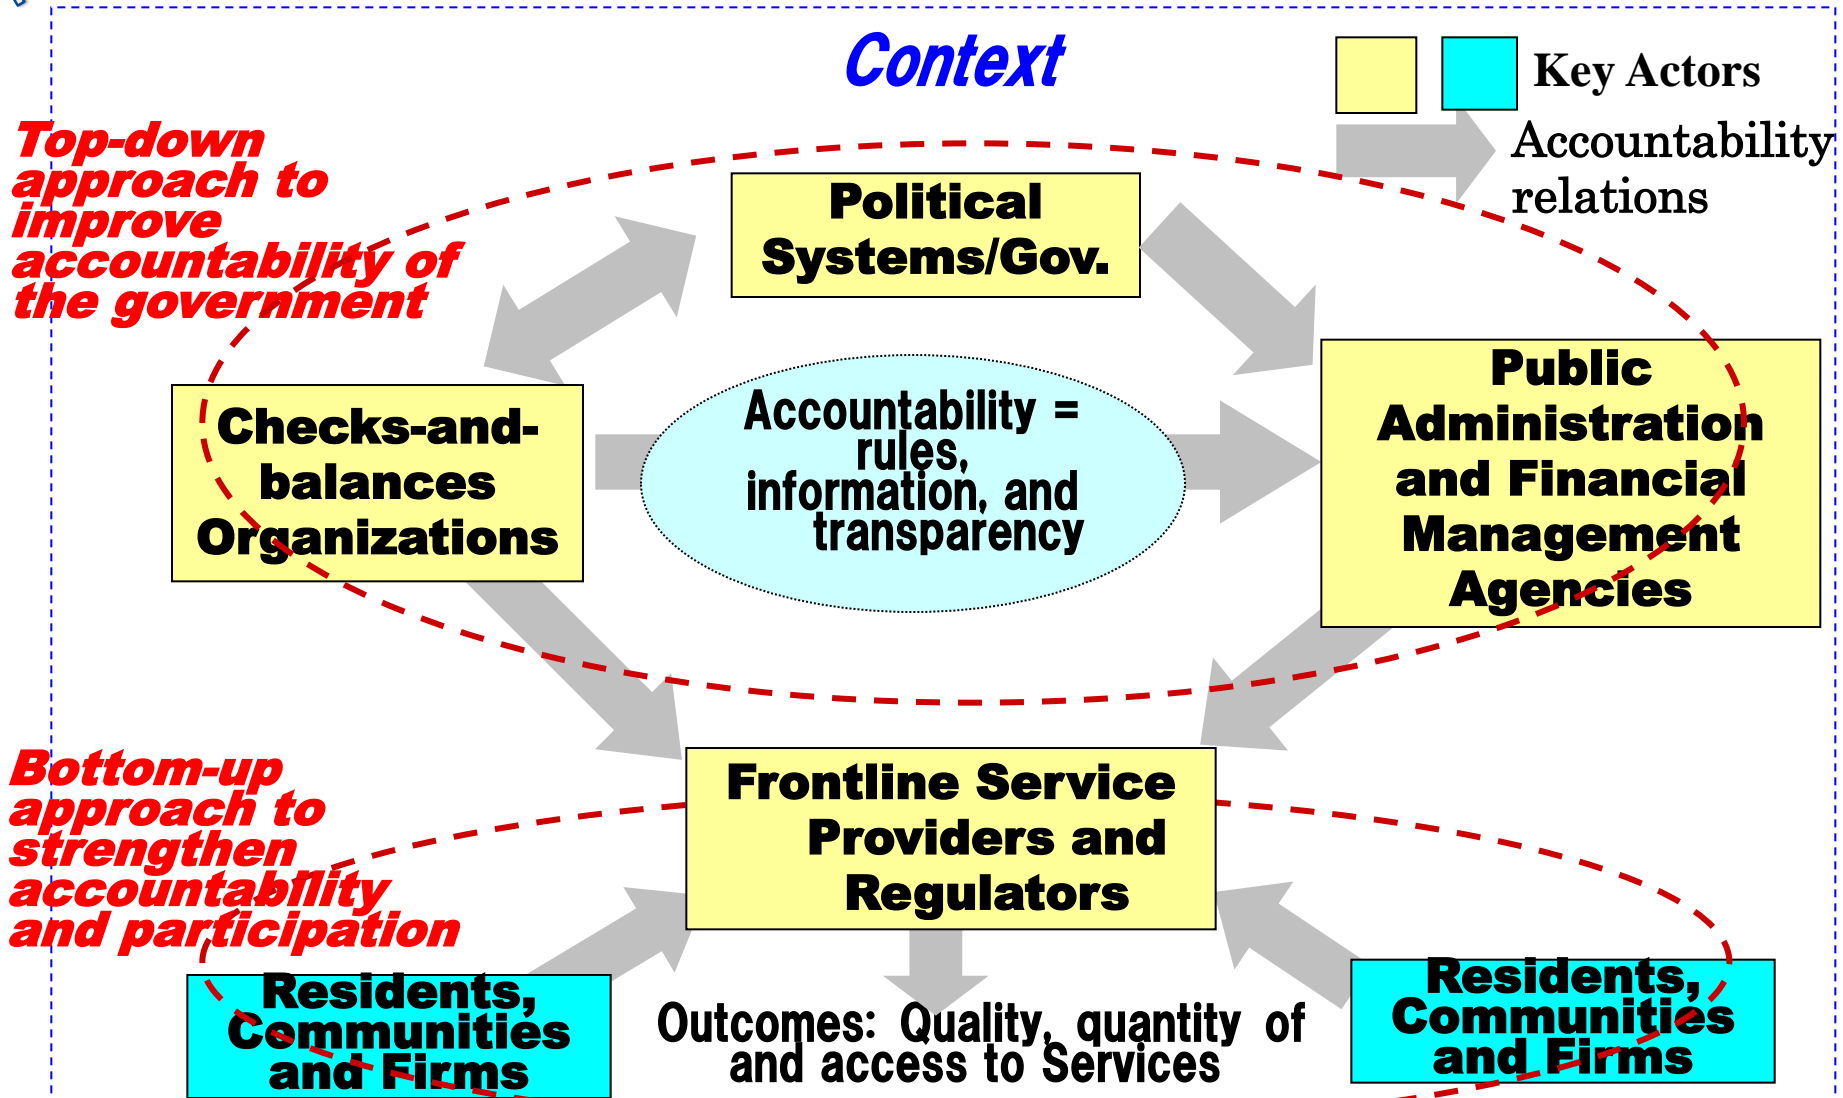 Context
Key Actors
Accountability
relations
Top-down
approach to
improve
accountability of
the government
Political
Systems/Gov.
Checks-and-
balances
Organizations
Accountability =
rules,
information, and
transparency
Public
Administration
and Financial
Management
Agencies
Bottom-up
approach to
strengthen
accountability
and participation
Frontline Service
Providers and
Regulators
Residents,
Communities
and Firms
Outcomes: Quality, quantity of
and access to Services
Residents,
Communities
and Firms